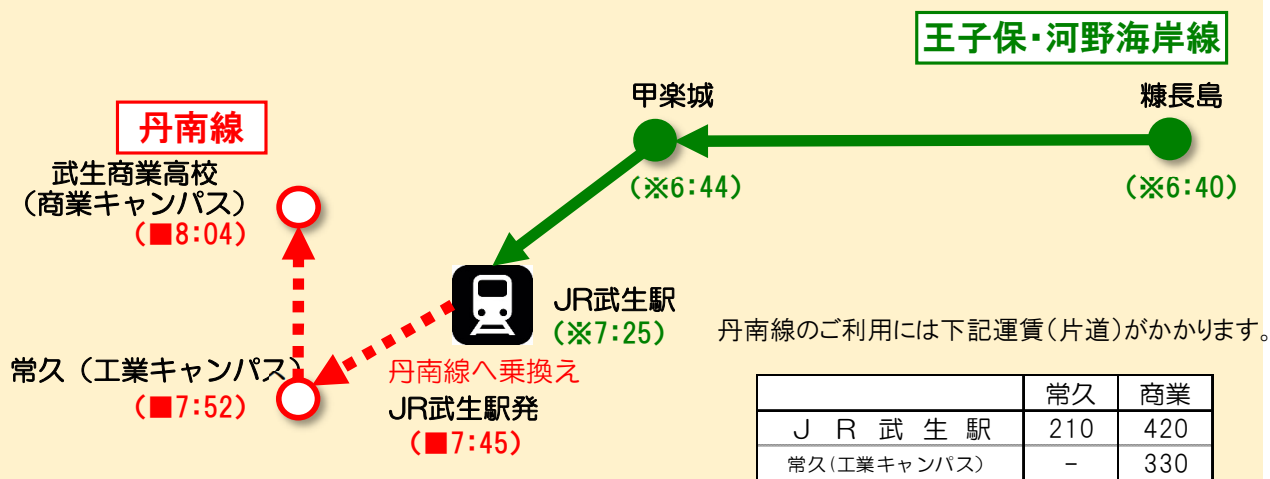 王子保・河野海岸線
甲楽城
糠長島
(※6:44)
(※6:40)
丹南線
武生商業高校
(商業キャンパス)
(■8:04)
JR武生駅
(※7:25)
丹南線のご利用には下記運賃(片道)がかかります。
常久(工業キャンパス)
(■7:52)
丹南線へ乗換え
JR武生駅発
(■7:45)
常久 商業
JR武生駅 210 420
常久(工業キャンパス) - 330